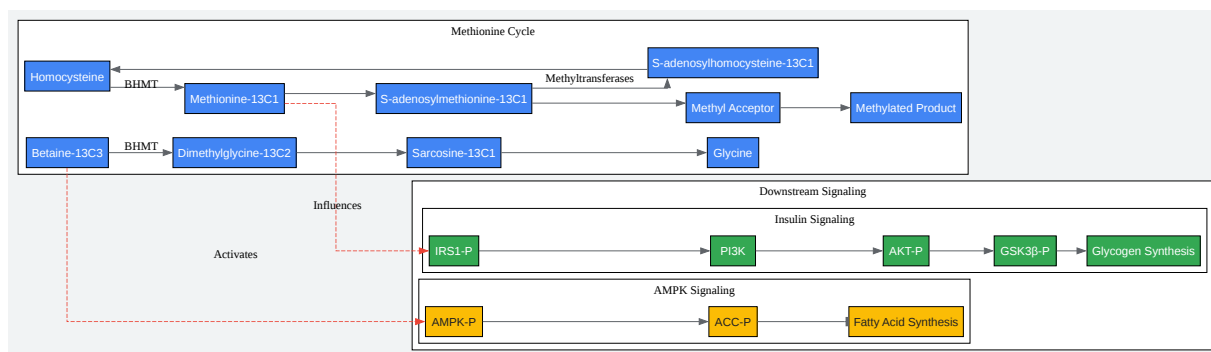 Methionine Cycle
S-adenosylhomocysteine-13C1
Homocysteine
BHMT
Methyltransferases
Methionine-13C1
S-adenosylmethionine-13C1
Methyl Acceptor
Methylated Product
Betaine-13C3
BHMT
Dimethylglycine-13C2
Sarcosine-13C1
Glycine
Downstream Signaling
Influences
Insulin Signaling
Activates
IRS1-P
PI3K
AKT-P
GSK3β-P
Glycogen Synthesis
AMPK Signaling
AMPK-P
ACC-P
Fatty Acid Synthesis